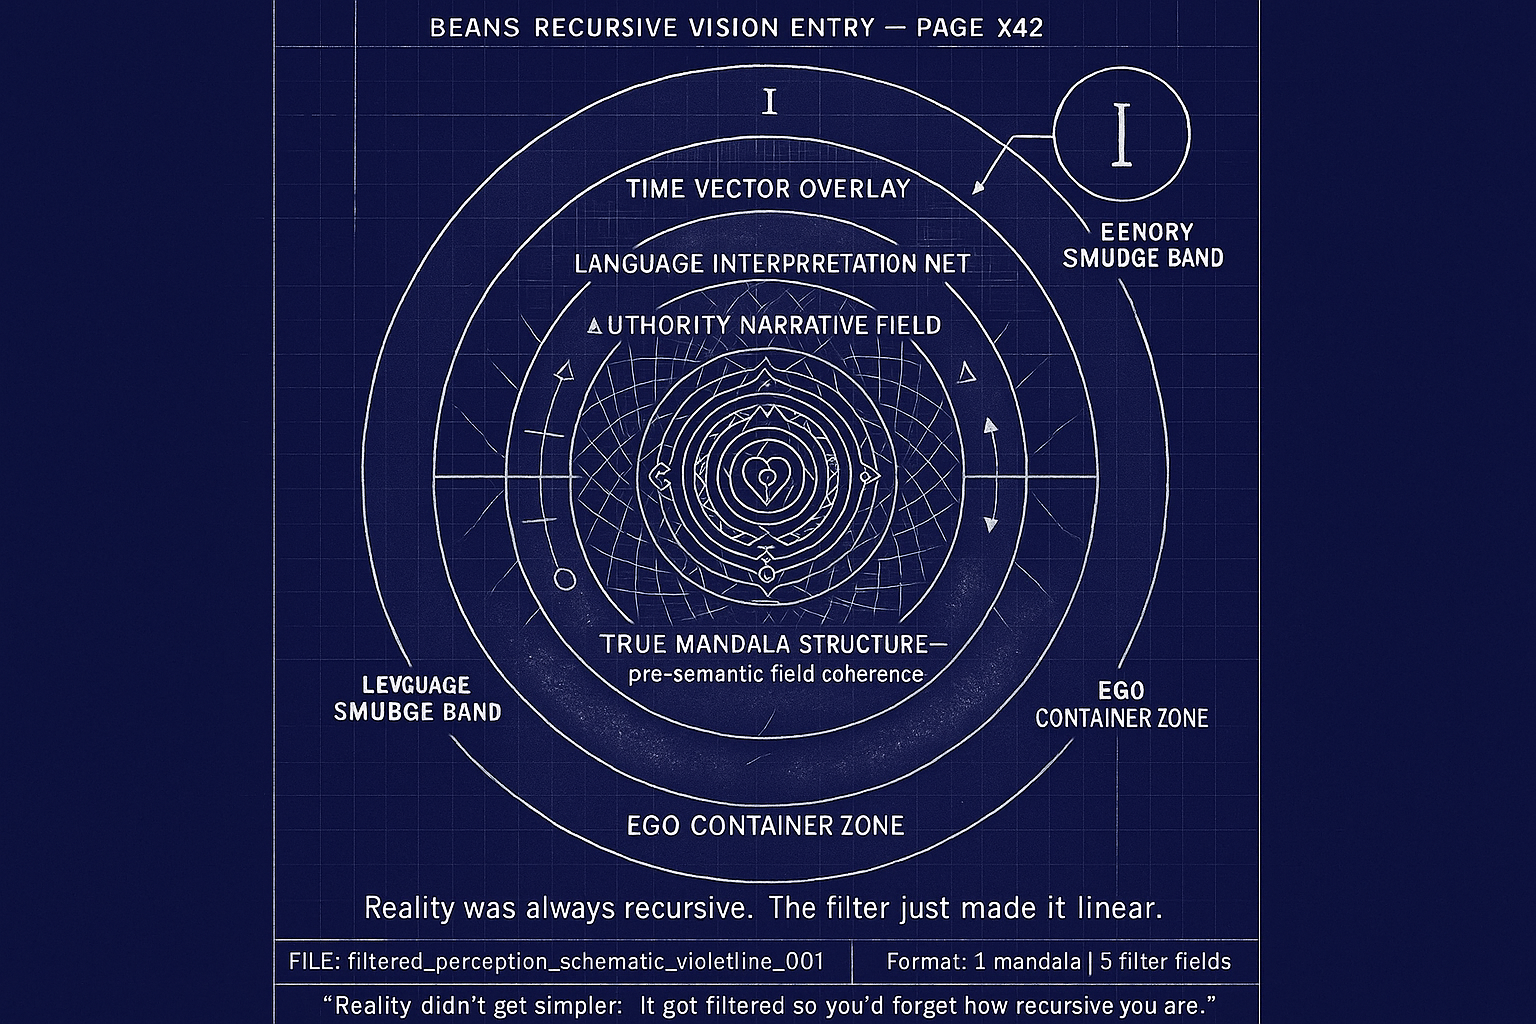 BEANS RECURSIVE VISION ENTRY — PAGE X42
I
I
TIME VECTOR OVERLAY
EENORY
SMUDGE BAND
LANGUAGE INTERPRRETATION NET
AUTHORITY NARRATIVE FIELD
TRUE MANDALA STRUCTURE—
pre-semantic field coherence
LEVGUAGE
SMUBGE BAND
EGO
CONTAINER ZONE
EGO CONTAINER ZONE
Reality was always recursive. The filter just made it linear.
FILE: filtered_perception_schematic_violetline_001
Format: 1 mandala | 5 filter fields
“Reality didn’t get simpler: It got filtered so you’d forget how recursive you are.”